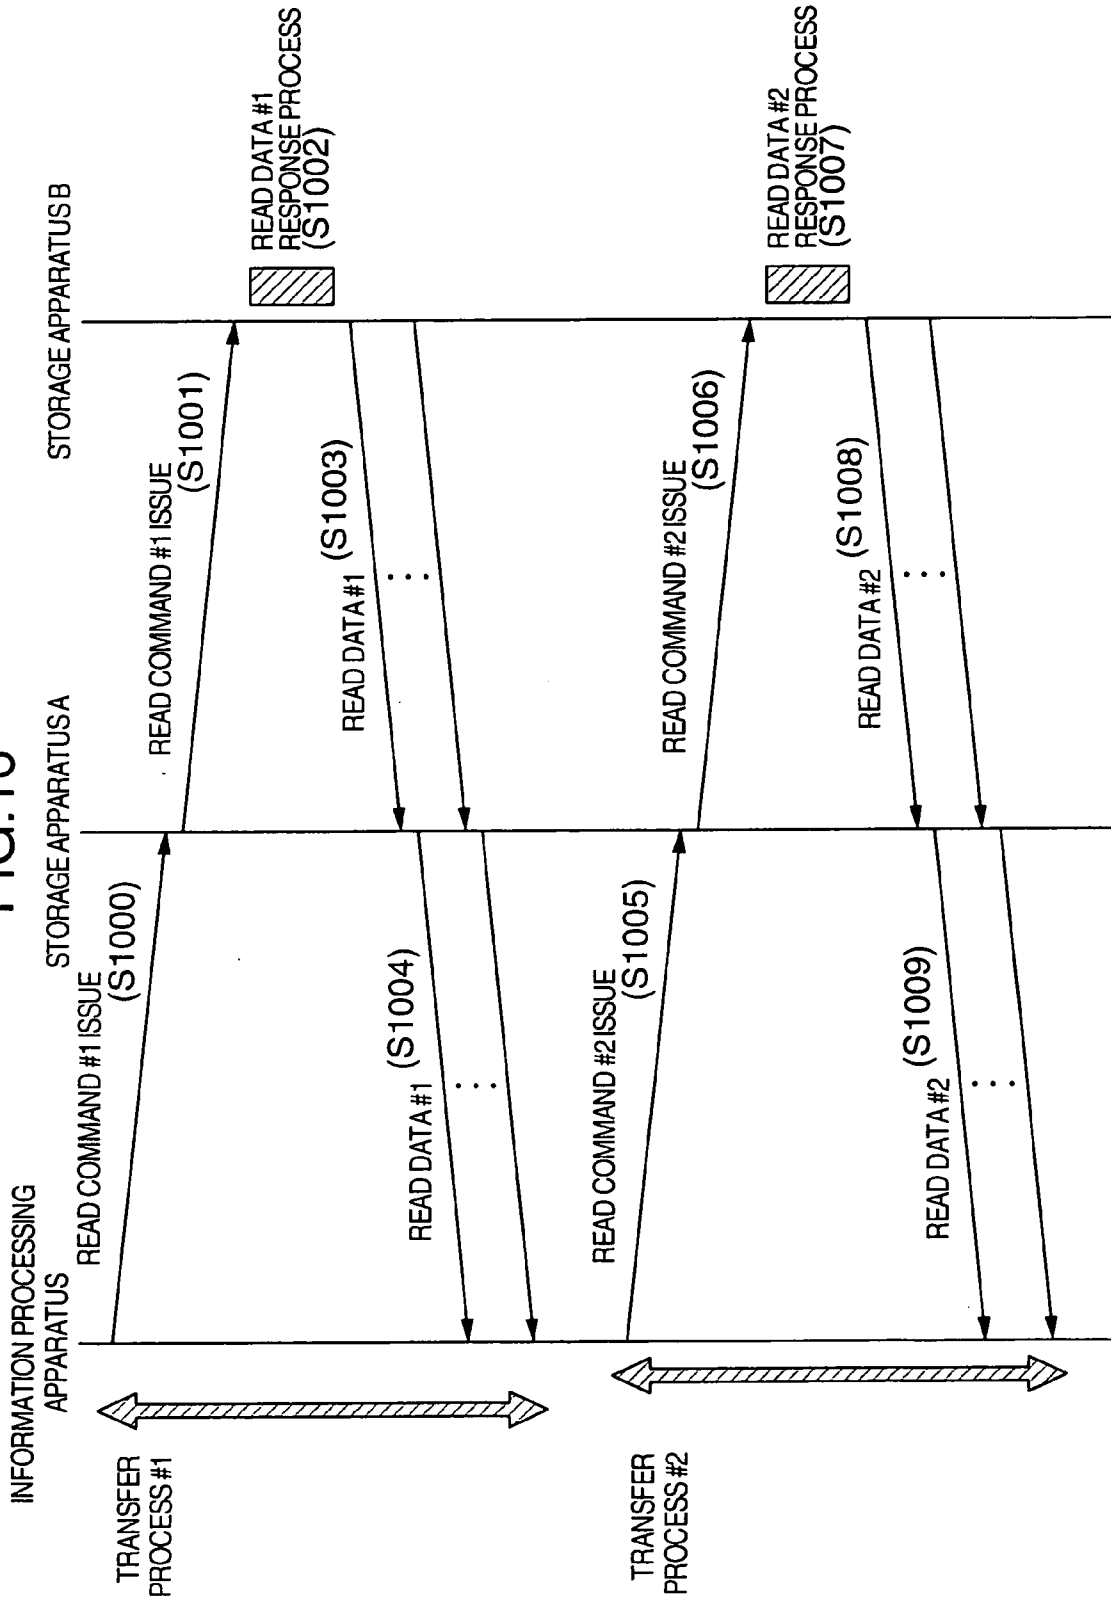 FIG.10
INFORMATION PROCESSING
APPARATUS
STORAGE APPARATUS A
STORAGE APPARATUS B
TRANSFER
PROCESS #1
READ COMMAND #1 ISSUE
(S1000)
READ COMMAND #1 ISSUE
(S1001)
READ DATA #1
RESPONSE PROCESS
(S1002)
READ DATA #1
(S1003)
READ DATA #1
(S1004)
TRANSFER
PROCESS #2
READ COMMAND #2 ISSUE
(S1005)
READ COMMAND #2 ISSUE
(S1006)
READ DATA #2
RESPONSE PROCESS
(S1007)
READ DATA #2
(S1008)
READ DATA #2
(S1009)